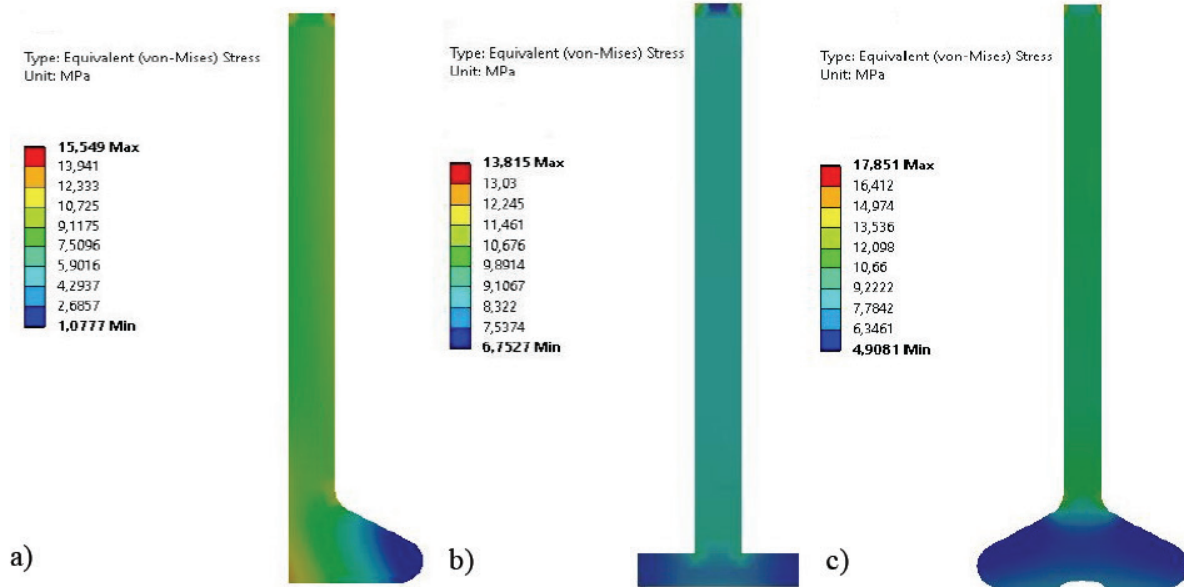 Type: Equivalent (von-Mises) Stress
Unit: MPa
15,549 Max
13,941
12,333
10,725
9,1175
7,5096
5,9016
4,2937
2,6857
1,0777 Min
a)
Type: Equivalent (von-Mises) Stress
Unit: MPa
13,815 Max
13,03
12,245
11,461
10,676
9,8914
9,1067
8,322
7,5374
6,7527 Min
b)
Type: Equivalent (von-Mises) Stress
Unit: MPa
17,851 Max
16,412
14,974
13,536
12,098
10,66
9,2222
7,7842
6,3461
4,9081 Min
c)